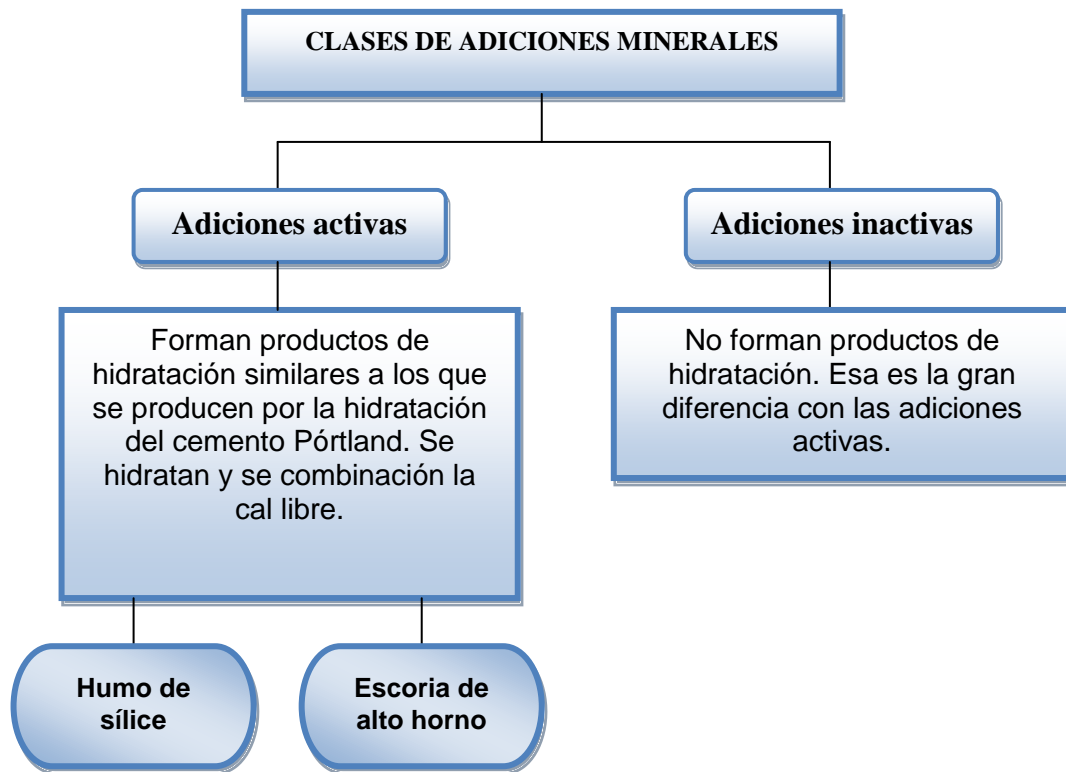 CLASES DE ADICIONES MINERALES
Adiciones activas
Adiciones inactivas
Forman productos de
hidratación similares a los que
se producen por la hidratación
del cemento Pórtland. Se
hidratan y se combinación la
cal libre.
No forman productos de
hidratación. Esa es la gran
diferencia con las adiciones
activas.
Humo de
sílice
Escoria de
alto horno